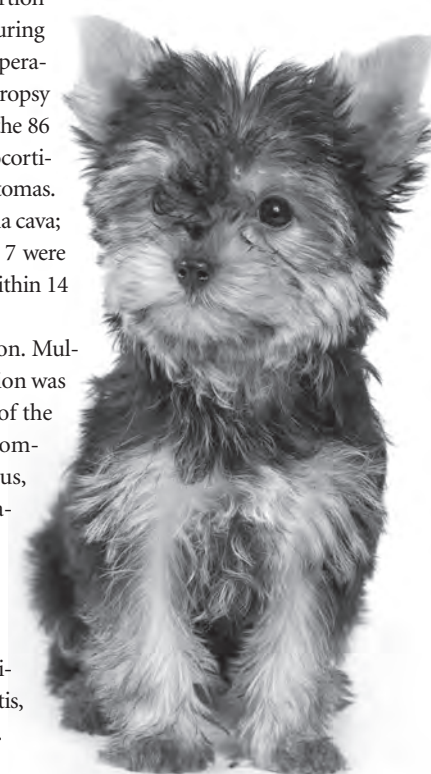 rtion
uring
pera-
ropsy
he 86
ocorti-
tomas.
a cava;
7 were
ithin 14
on. Mul-
ion was
of the
om-
us,
a-
i-
tis,
.